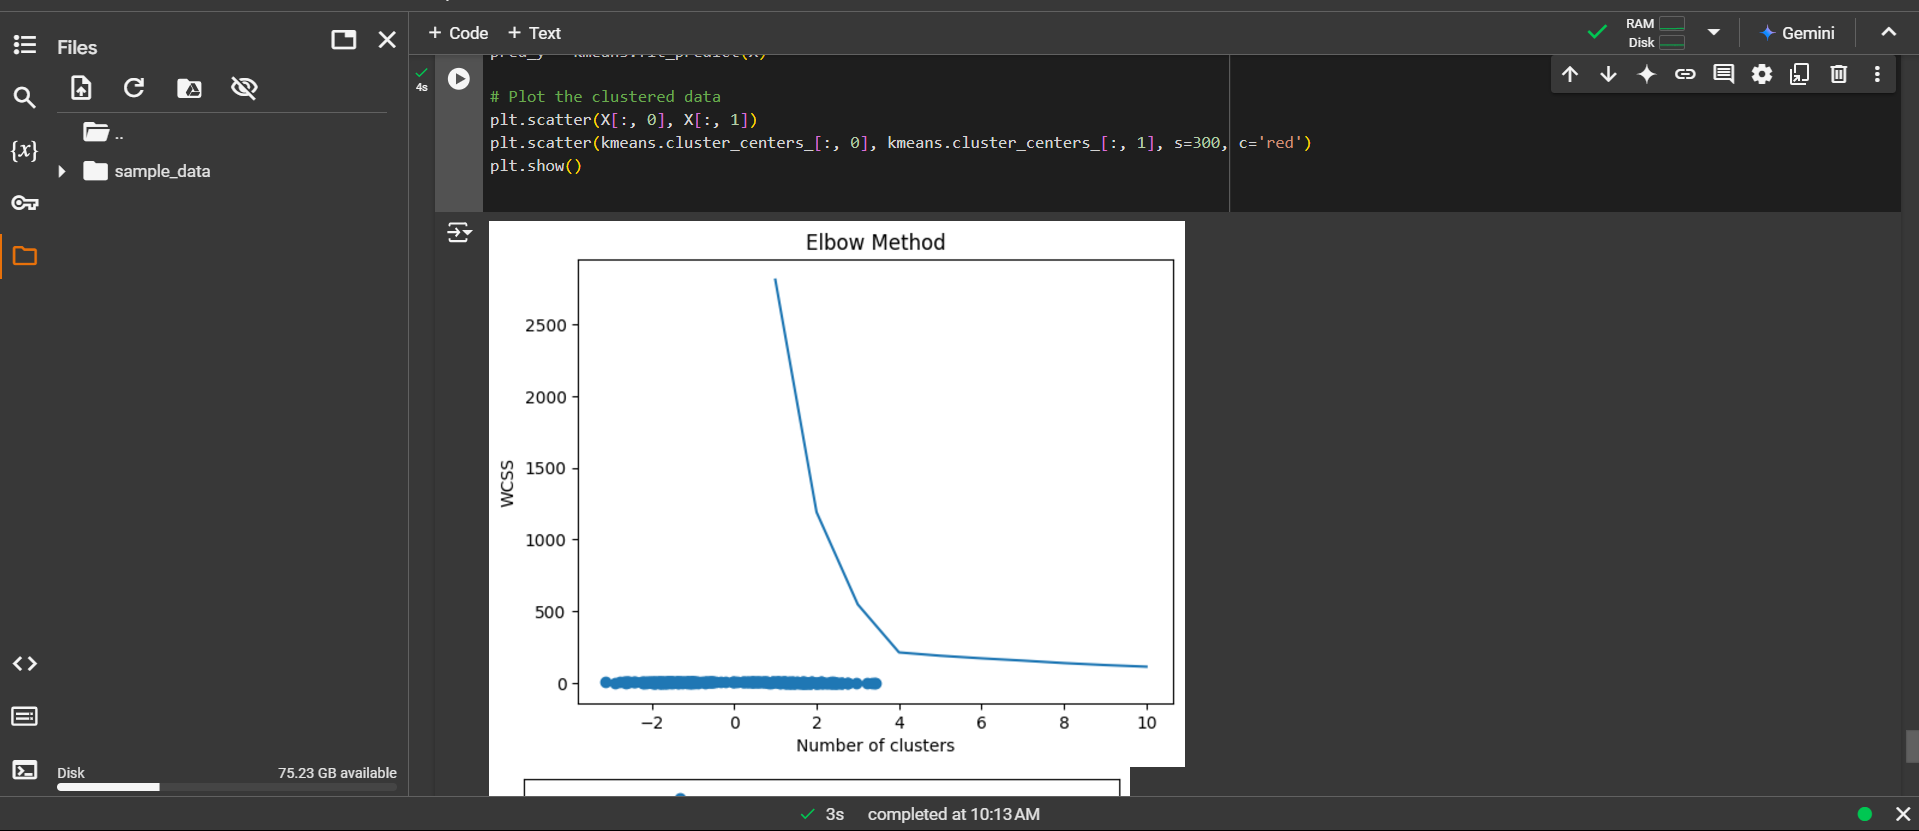 Files
+ Code + Text
RAM
Disk
Gemini
{x}
..
sample_data
4s
pred_y = kmeans.fit_predict(X)
# Plot the clustered data
plt.scatter(X[:, 0], X[:, 1])
plt.scatter(kmeans.cluster_centers_[:, 0], kmeans.cluster_centers_[:, 1], s=300, c='red')
plt.show()
Elbow Method
2500
2000
1500
1000
500
0
WCSS
−2 0 2 4 6 8 10
Number of clusters
Disk 75.23 GB available
3s completed at 10:13 AM